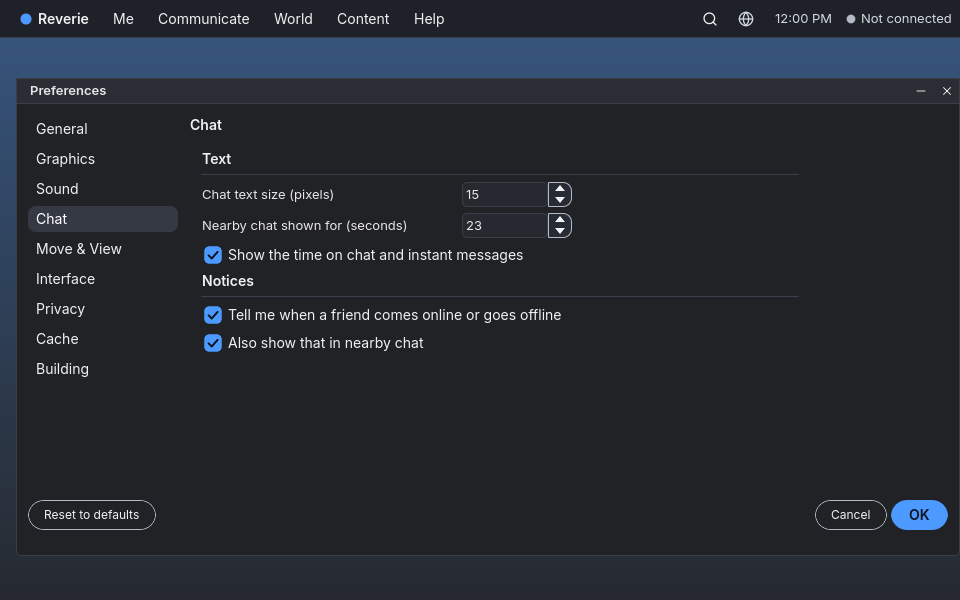 Reverie Me Communicate World Content Help 12:00 PM Not connected
Preferences
General
Graphics
Sound
Chat
Move & View
Interface
Privacy
Cache
Building
Chat
Text
Chat text size (pixels) 15
Nearby chat shown for (seconds) 23
Show the time on chat and instant messages
Notices
Tell me when a friend comes online or goes offline
Also show that in nearby chat
Reset to defaults Cancel OK